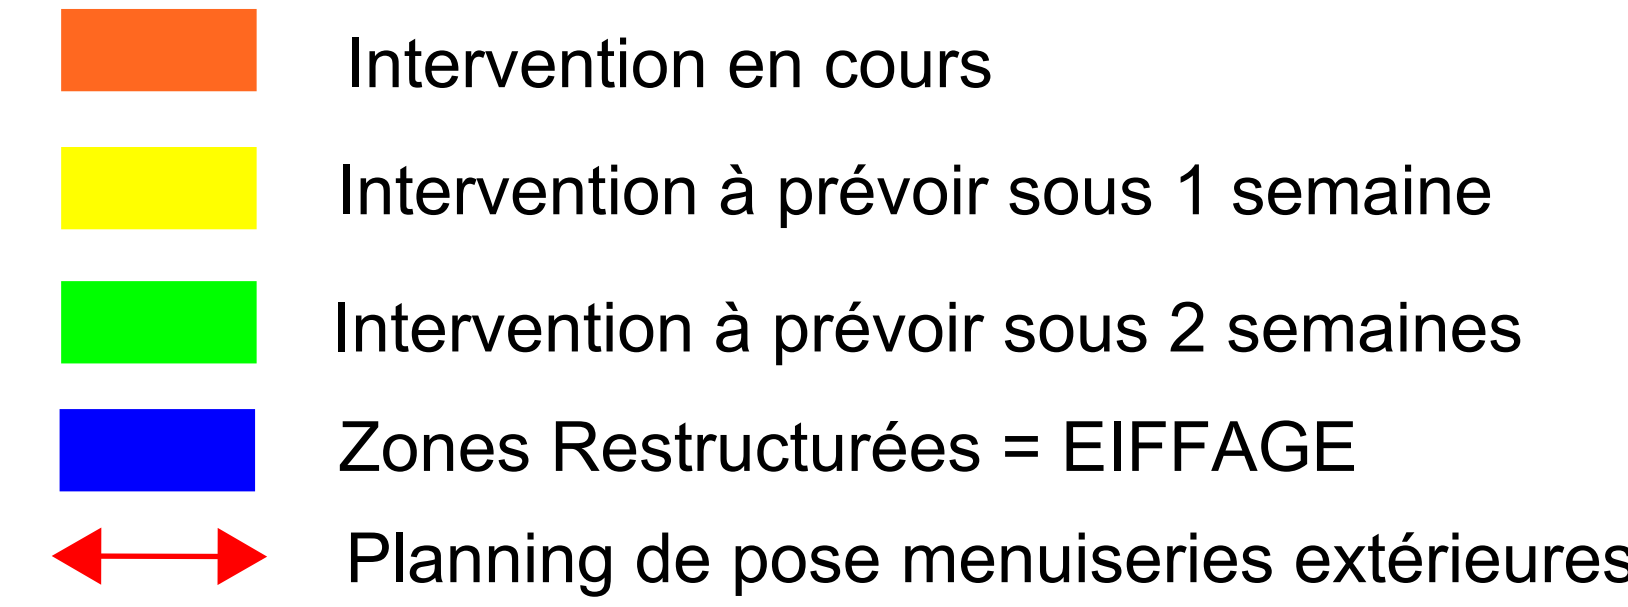 Intervention en cours
Intervention à prévoir sous 1 semaine
Intervention à prévoir sous 2 semaines
Zones Restructurées = EIFFAGE
Planning de pose menuiseries extérieures